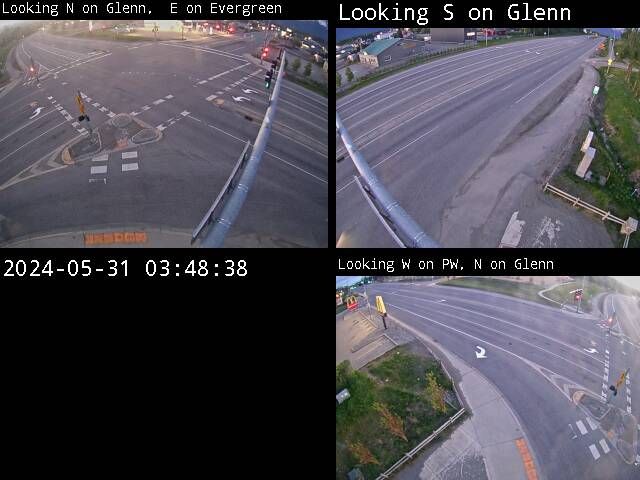 Looking N on Glenn, E on Evergreen
Looking S on Glenn
2024-05-31 03:48:38
Looking W on PW, N on Glenn